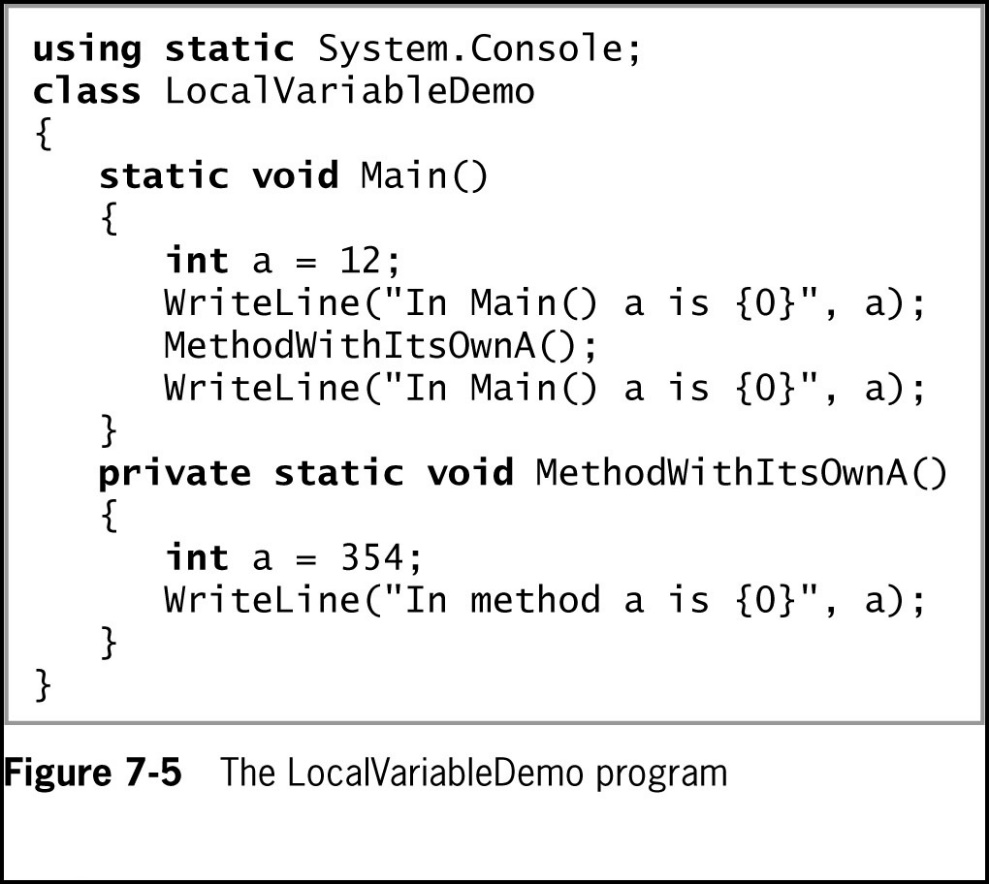 using static System.Console;
class LocalVariableDemo
{
   static void Main()
   {
      int a = 12;
      WriteLine("In Main() a is {0}", a);
      MethodWithItsOwnA();
      WriteLine("In Main() a is {0}", a);
   }
   private static void MethodWithItsOwnA()
   {
      int a = 354;
      WriteLine("In method a is {0}", a);
   }
}
Figure 7-5 The LocalVariableDemo program